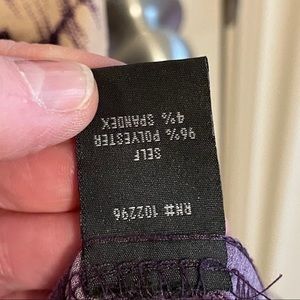 RN# 102296
SELF
96% POLYESTER
4% SPANDEX